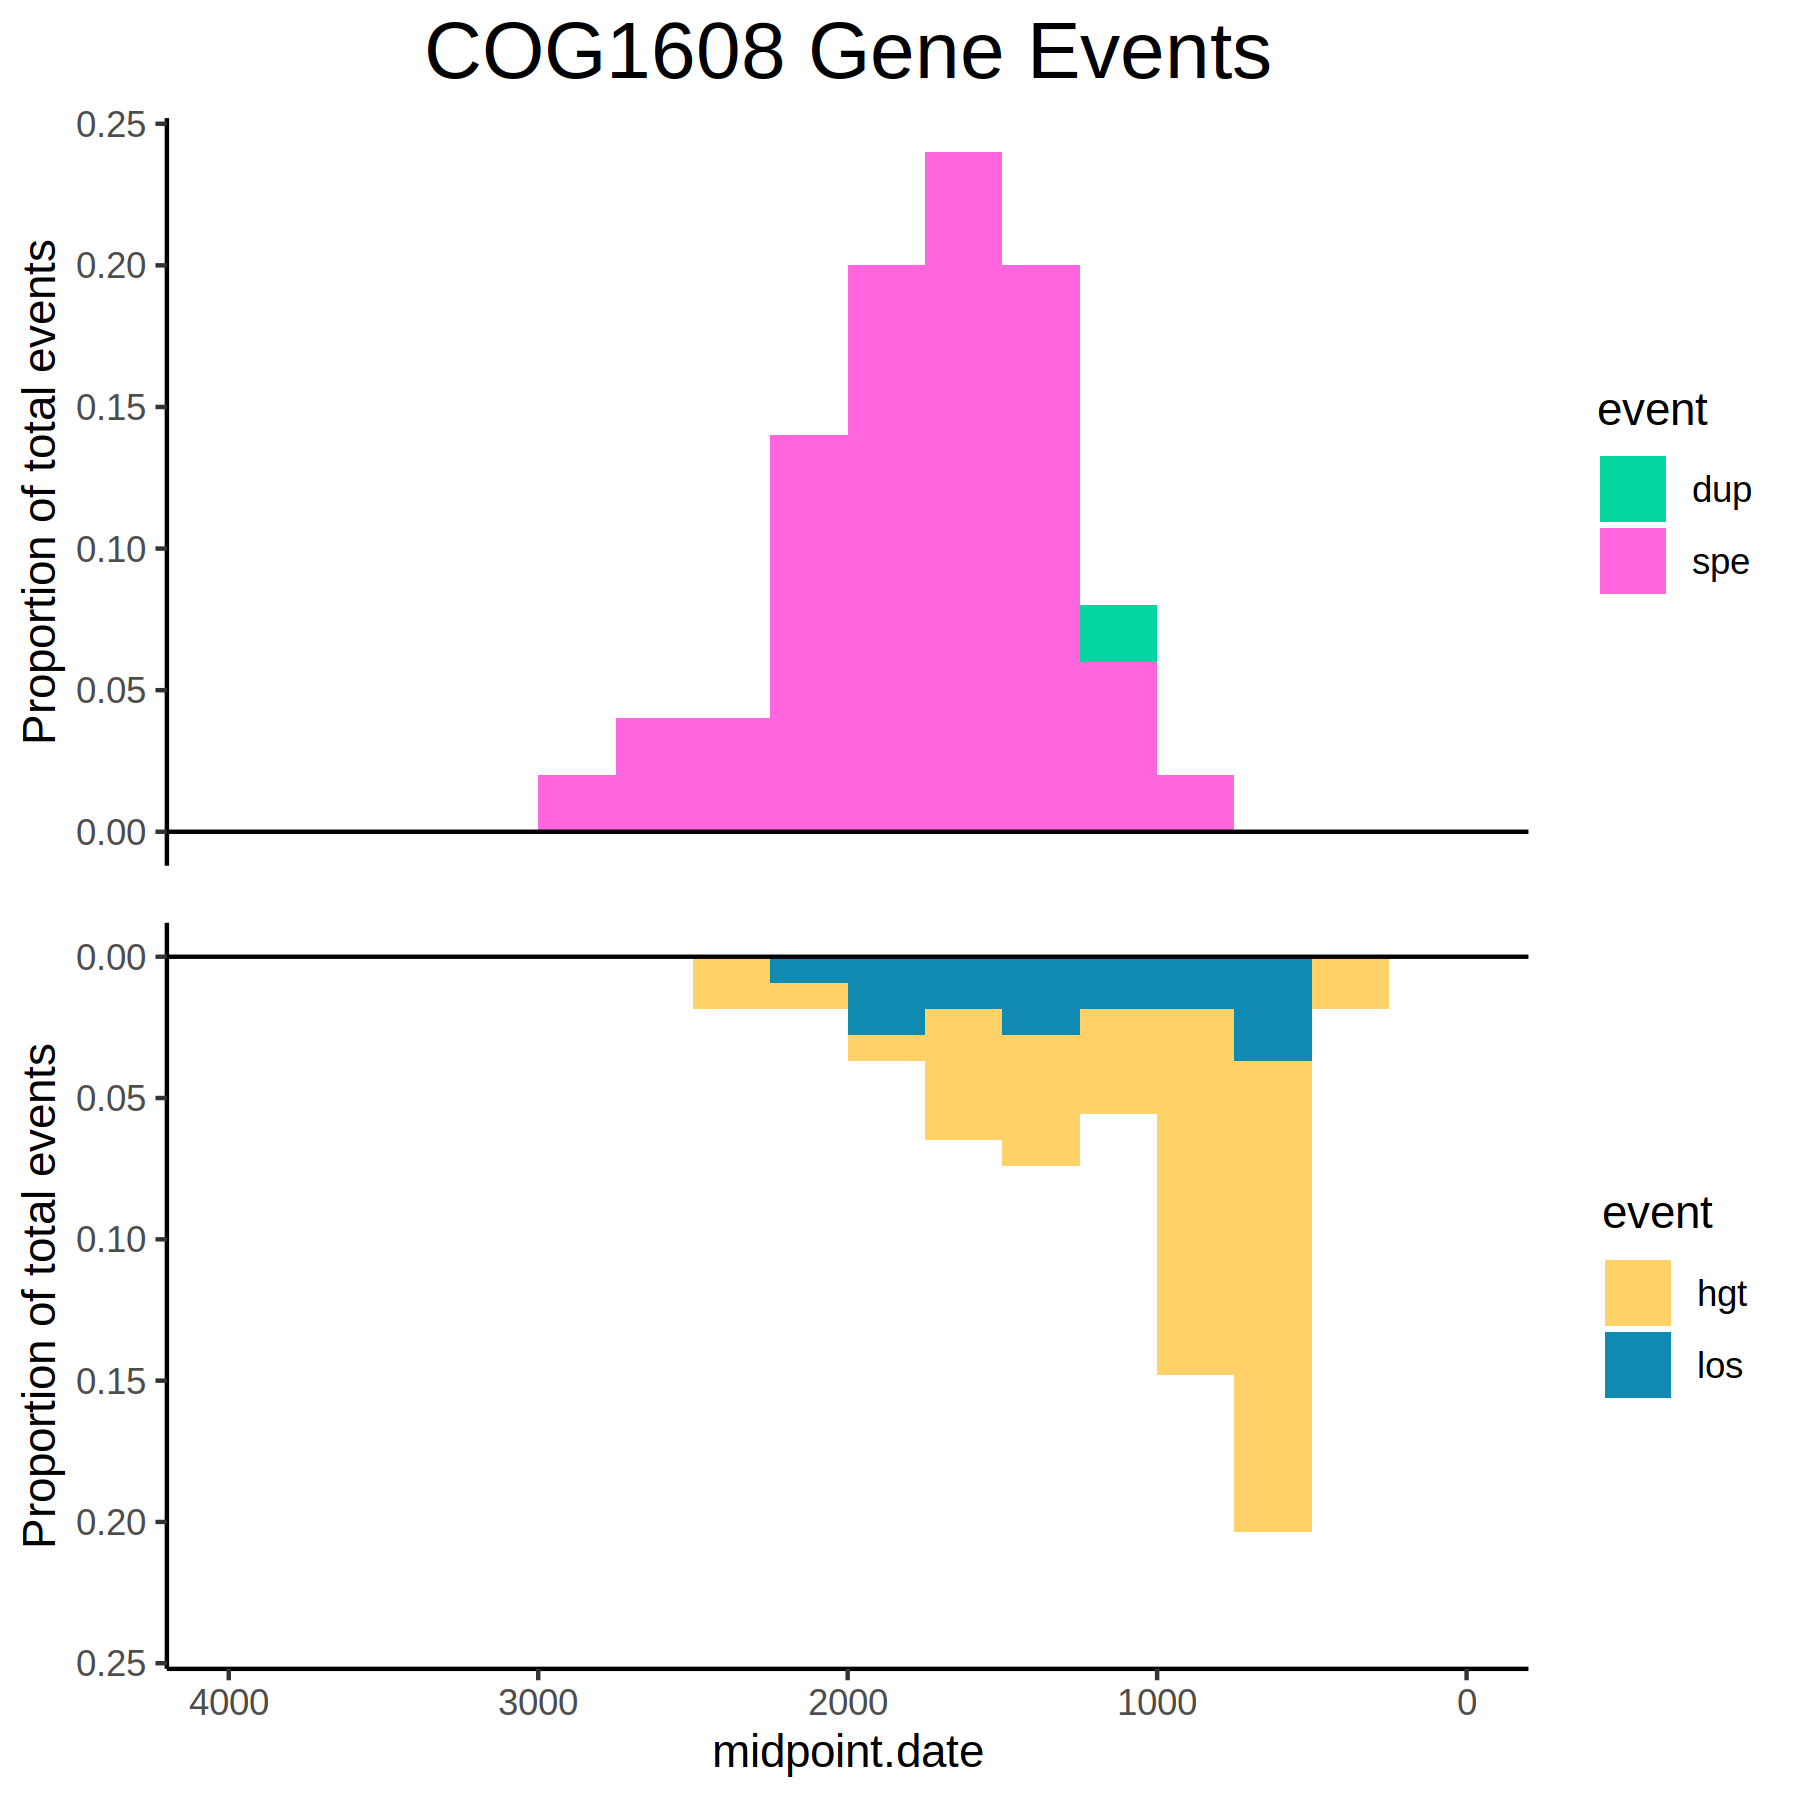 COG1608 Gene Events
0.25
0.20
0.15
0.10
0.05
0.00
Proportion of total events
event
dup
spe
0.00
0.05
0.10
0.15
0.20
0.25
Proportion of total events
event
hgt
los
4000 3000 2000 1000 0
midpoint.date